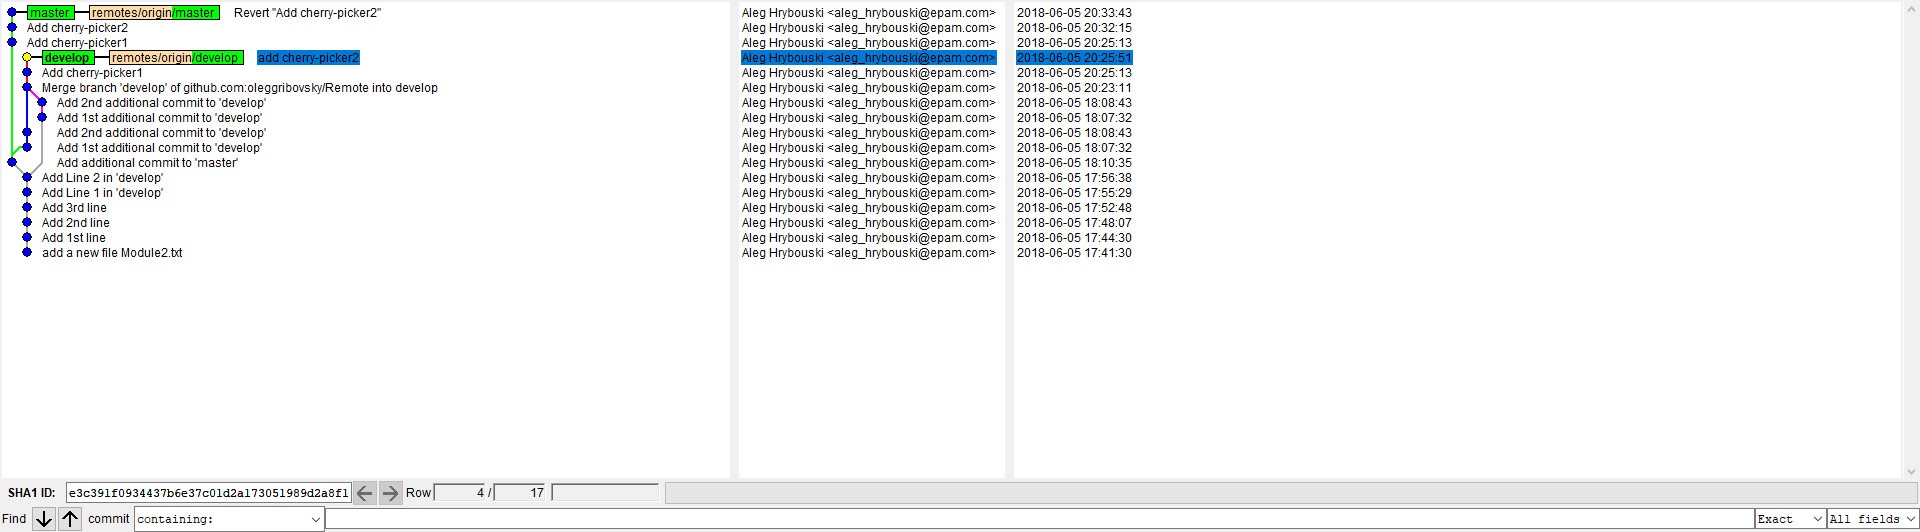 master remotes/origin/master Revert "Add cherry-picker2" Aleg Hrybouski <aleg_hrybouski@epam.com> 2018-06-05 20:33:43
Add cherry-picker2 Aleg Hrybouski <aleg_hrybouski@epam.com> 2018-06-05 20:32:15
Add cherry-picker1 Aleg Hrybouski <aleg_hrybouski@epam.com> 2018-06-05 20:25:13
develop remotes/origin/develop add cherry-picker2 Aleg Hrybouski <aleg_hrybouski@epam.com> 2018-06-05 20:25:51
Add cherry-picker1 Aleg Hrybouski <aleg_hrybouski@epam.com> 2018-06-05 20:25:13
Merge branch 'develop' of github.com:oleggribovsky/Remote into develop Aleg Hrybouski <aleg_hrybouski@epam.com> 2018-06-05 20:23:11
Add 2nd additional commit to 'develop' Aleg Hrybouski <aleg_hrybouski@epam.com> 2018-06-05 18:08:43
Add 1st additional commit to 'develop' Aleg Hrybouski <aleg_hrybouski@epam.com> 2018-06-05 18:07:32
Add 2nd additional commit to 'develop' Aleg Hrybouski <aleg_hrybouski@epam.com> 2018-06-05 18:08:43
Add 1st additional commit to 'develop' Aleg Hrybouski <aleg_hrybouski@epam.com> 2018-06-05 18:07:32
Add additional commit to 'master' Aleg Hrybouski <aleg_hrybouski@epam.com> 2018-06-05 18:10:35
Add Line 2 in 'develop' Aleg Hrybouski <aleg_hrybouski@epam.com> 2018-06-05 17:56:38
Add Line 1 in 'develop' Aleg Hrybouski <aleg_hrybouski@epam.com> 2018-06-05 17:55:29
Add 3rd line Aleg Hrybouski <aleg_hrybouski@epam.com> 2018-06-05 17:52:48
Add 2nd line Aleg Hrybouski <aleg_hrybouski@epam.com> 2018-06-05 17:48:07
Add 1st line Aleg Hrybouski <aleg_hrybouski@epam.com> 2018-06-05 17:44:30
add a new file Module2.txt Aleg Hrybouski <aleg_hrybouski@epam.com> 2018-06-05 17:41:30
SHA1 ID: e3c391f0934437b6e37c01d2a173051989d2a8f1 Row 4 / 17
Find commit containing: Exact All fields